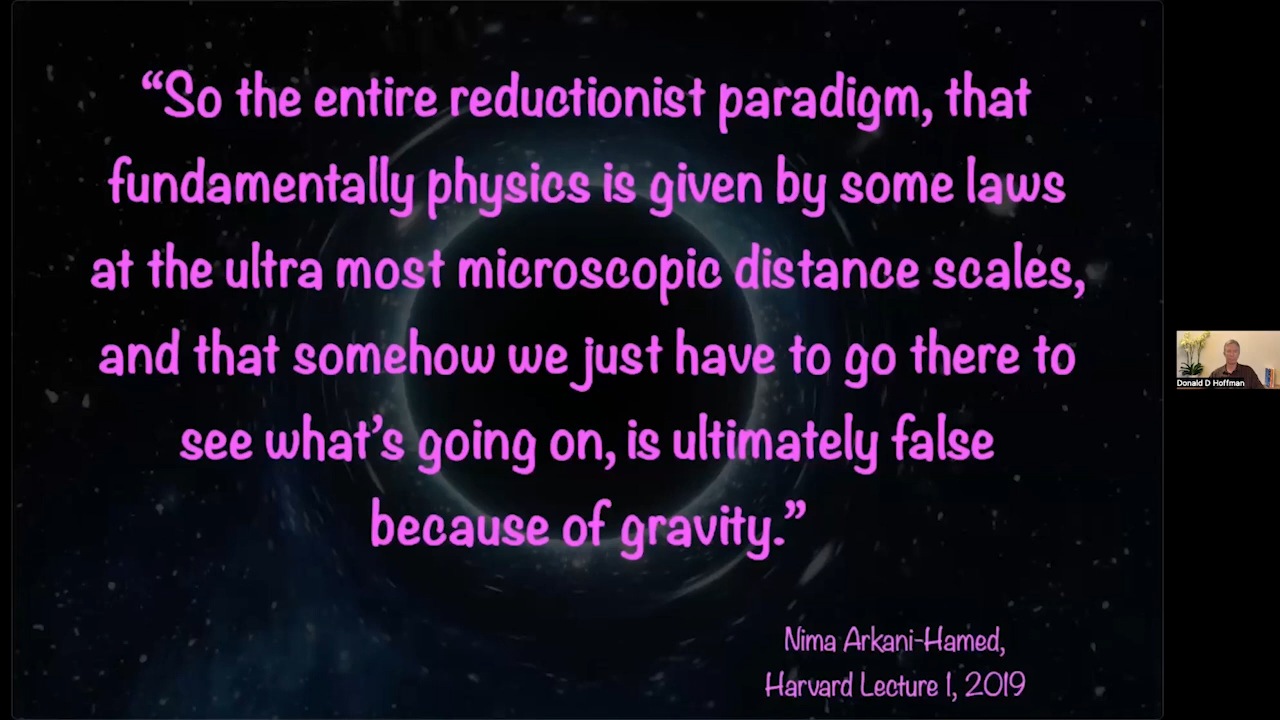 “So the entire reductionist paradigm, that
fundamentally physics is given by some laws
at the ultra most microscopic distance scales,
and that somehow we just have to go there to
see what’s going on, is ultimately false
because of gravity.”
Nima Arkani-Hamed,
Harvard Lecture 1, 2019
Donald D Hoffman